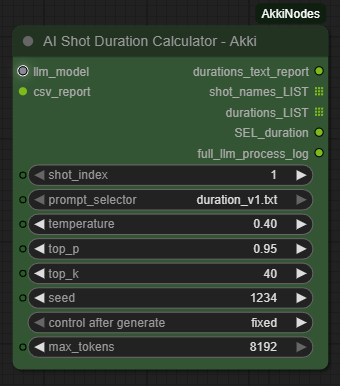 AkkiNodes
AI Shot Duration Calculator - Akki
llm_model durations_text_report
csv_report shot_names_LIST
durations_LIST
SEL_duration
full_llm_process_log
shot_index 1
prompt_selector duration_v1.txt
temperature 0.40
top_p 0.95
top_k 40
seed 1234
control after generate fixed
max_tokens 8192